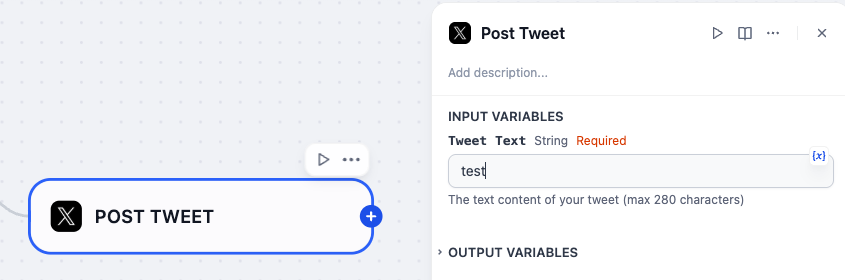 POST TWEET
Post Tweet
Add description...
INPUT VARIABLES
Tweet Text String Required
test
{x}
The text content of your tweet (max 280 characters)
OUTPUT VARIABLES